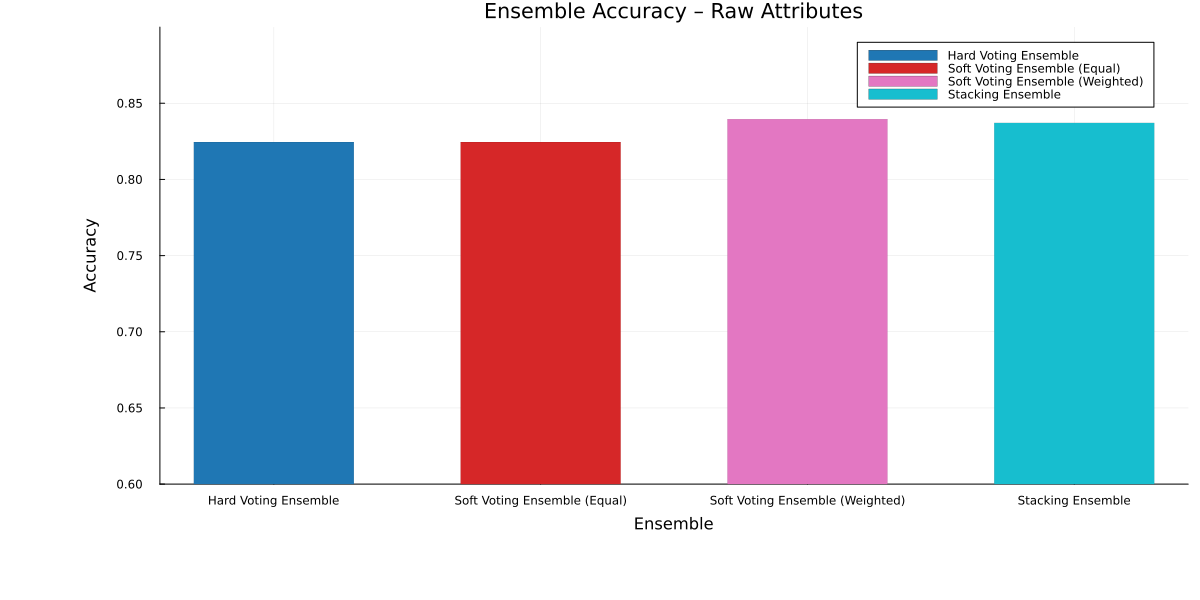 Ensemble Accuracy – Raw Attributes
Hard Voting Ensemble
Soft Voting Ensemble (Equal)
Soft Voting Ensemble (Weighted)
Stacking Ensemble
0.85
0.80
0.75
0.70
0.65
0.60
Accuracy
Hard Voting Ensemble
Soft Voting Ensemble (Equal)
Soft Voting Ensemble (Weighted)
Stacking Ensemble
Ensemble